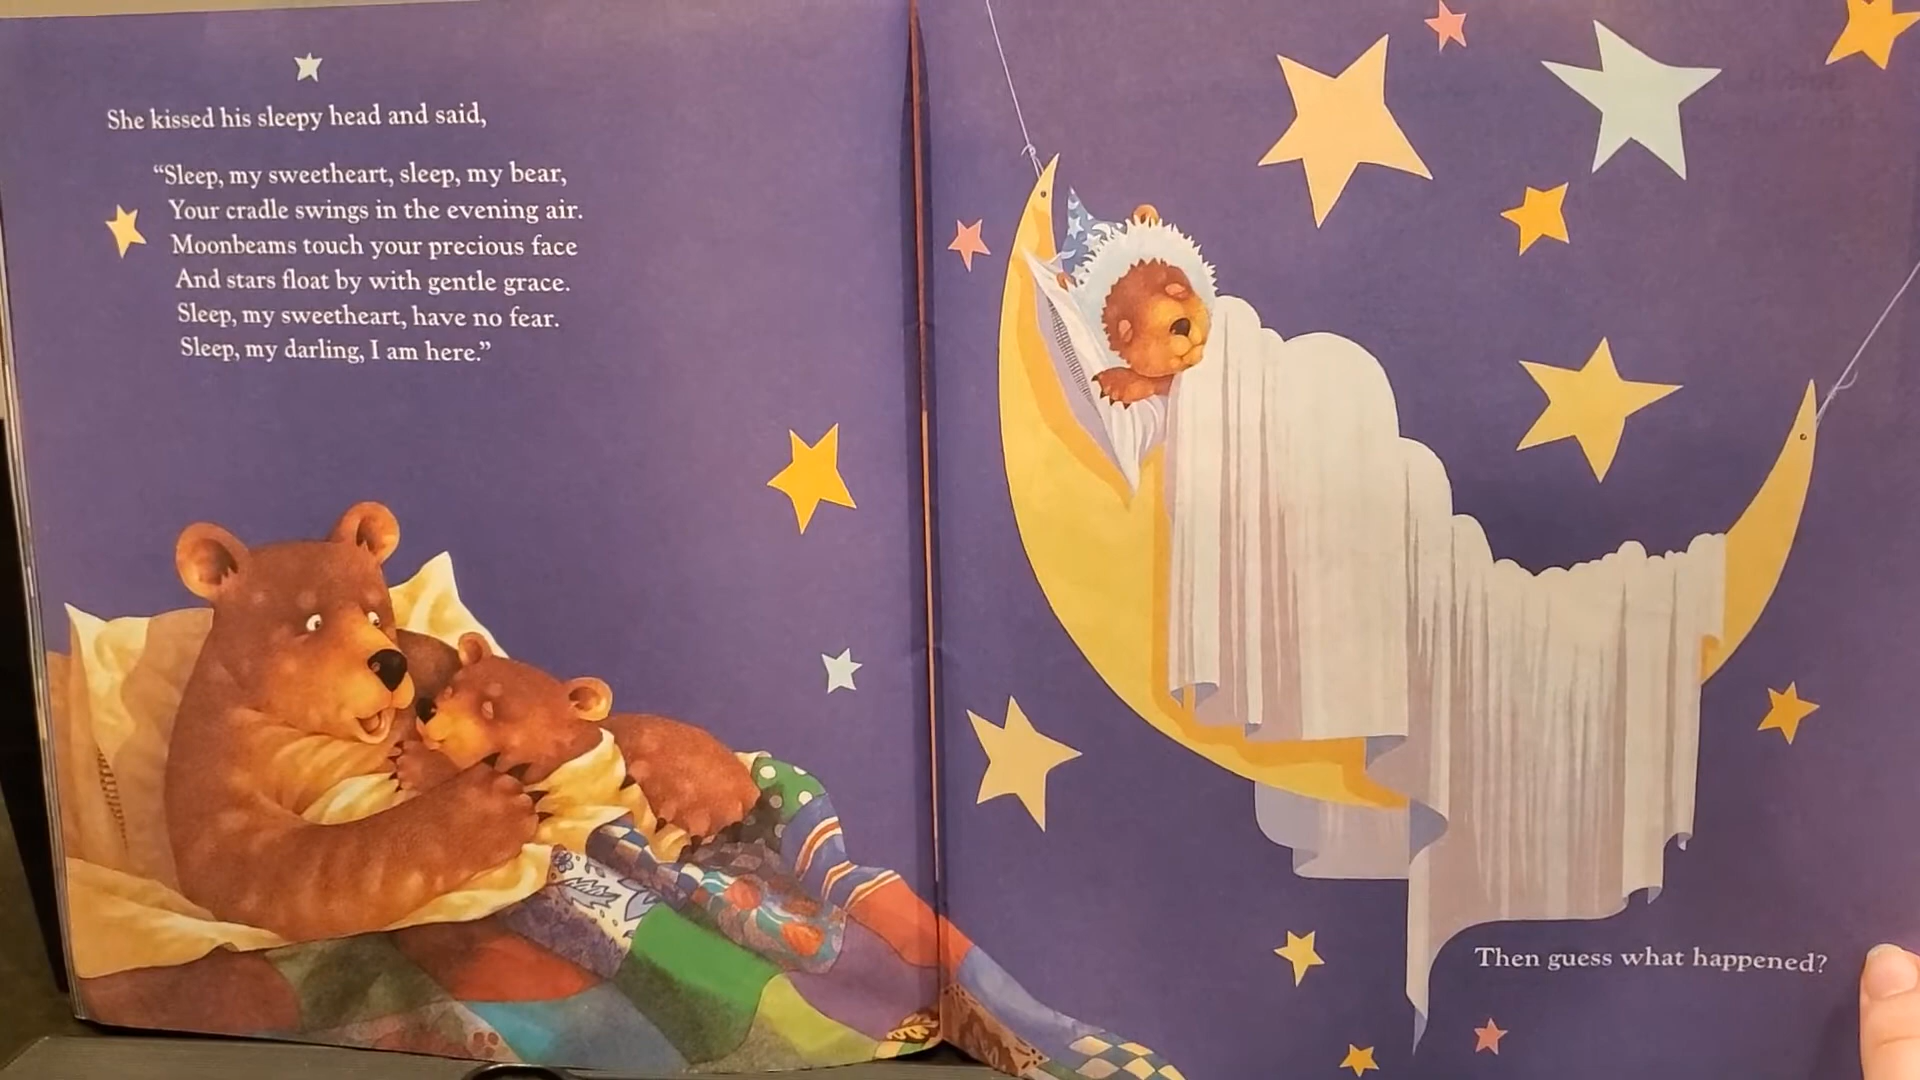 She kissed his sleepy head and said,
“Sleep, my sweetheart, sleep, my bear,
Your cradle swings in the evening air.
Moonbeams touch your precious face
And stars float by with gentle grace.
Sleep, my sweetheart, have no fear.
Sleep, my darling, I am here.”
Then guess what happened?